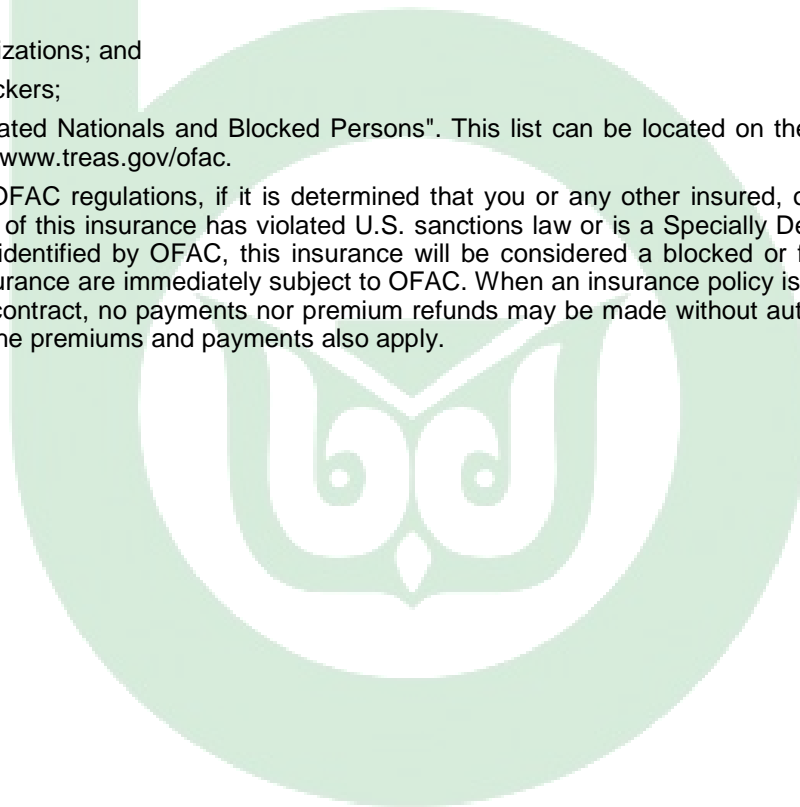 izations; and
ckers;
ated Nationals and Blocked Persons". This list can be located on the
www.treas.gov/ofac.
OFAC regulations, if it is determined that you or any other insured, o
of this insurance has violated U.S. sanctions law or is a Specially De
identified by OFAC, this insurance will be considered a blocked or f
urance are immediately subject to OFAC. When an insurance policy is
contract, no payments nor premium refunds may be made without aut
he premiums and payments also apply.